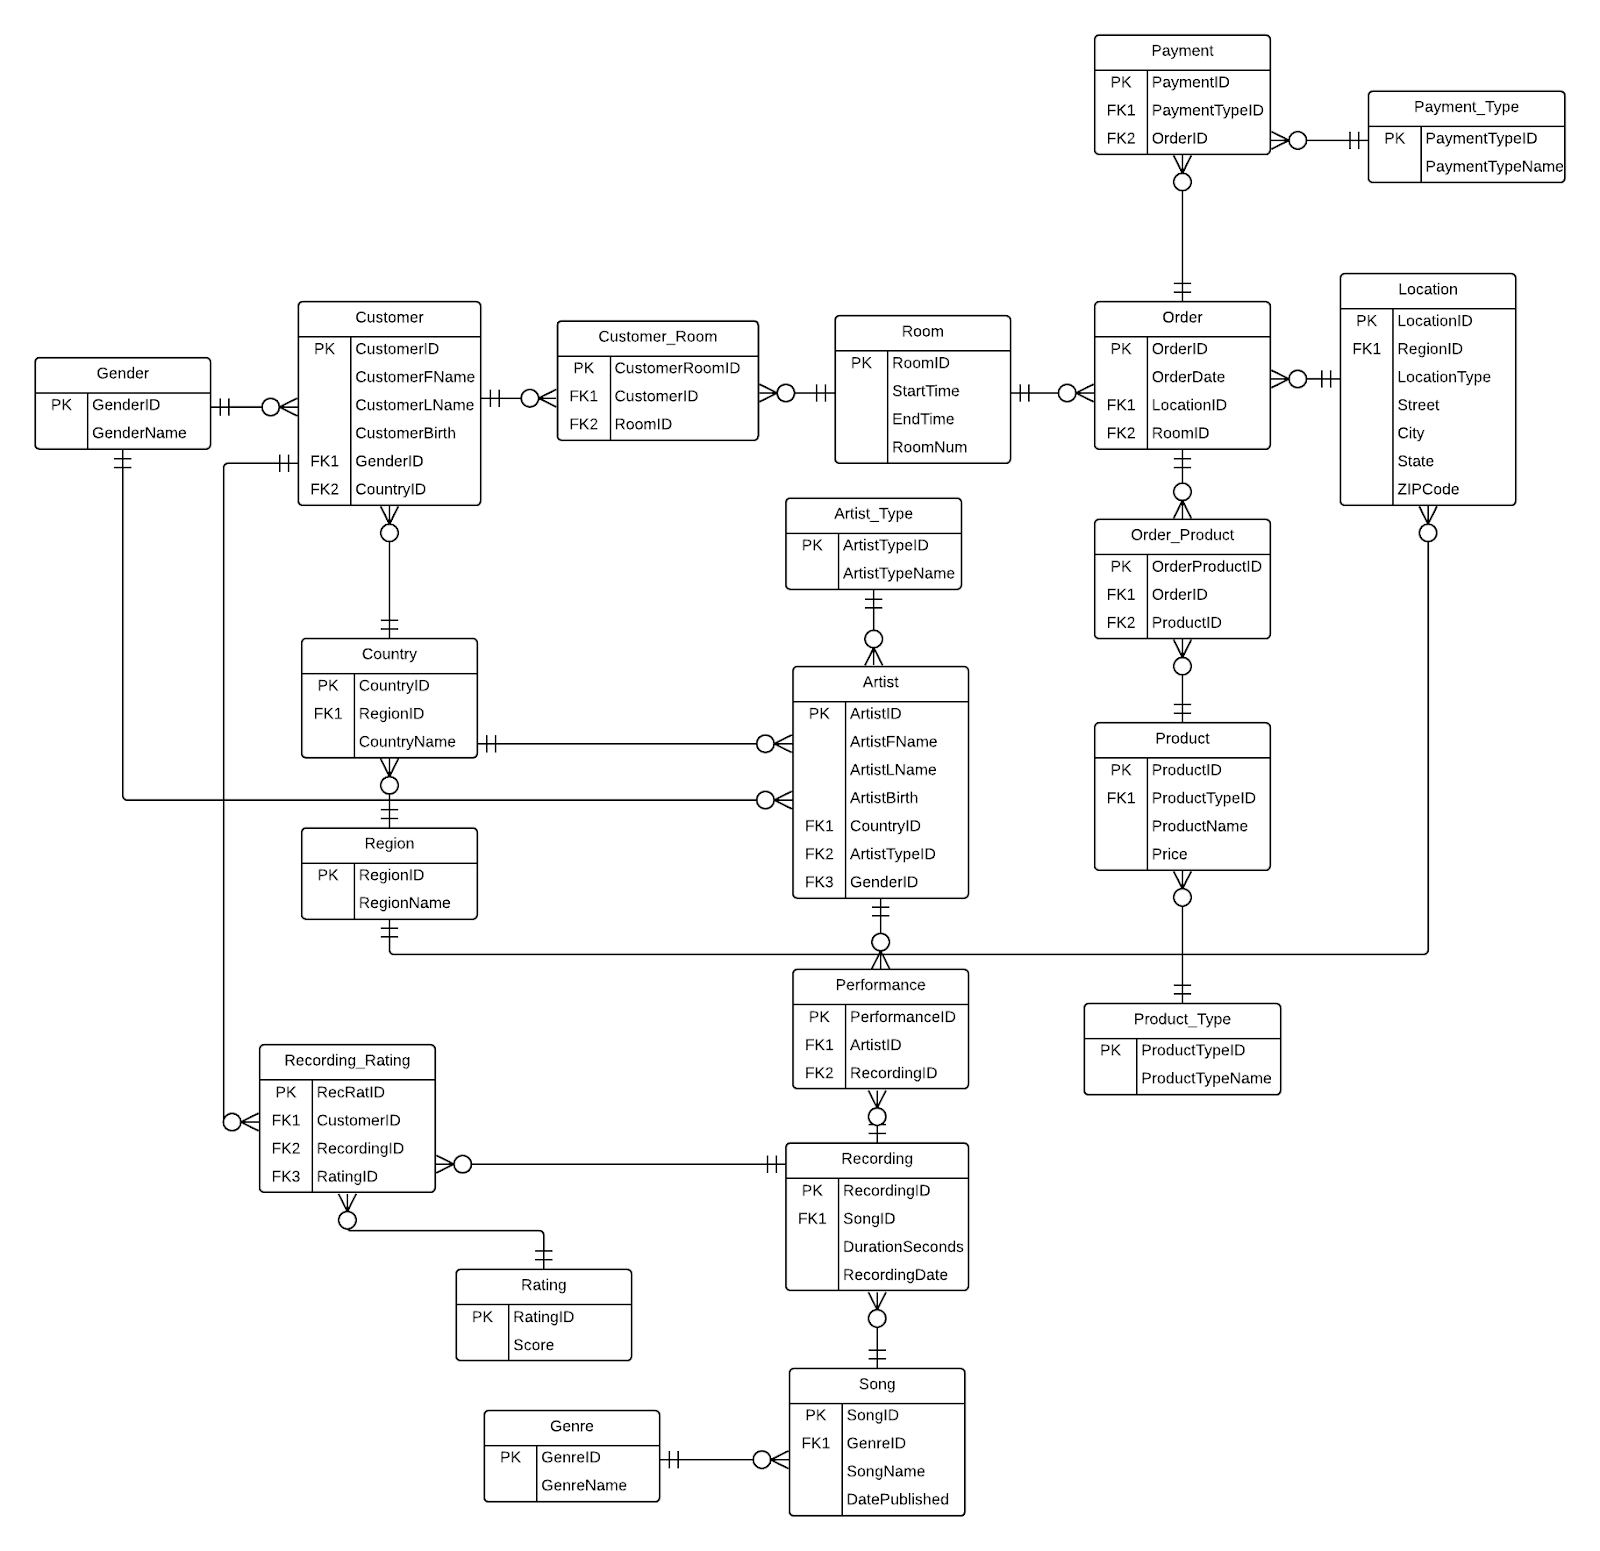 Payment
PK PaymentID
FK1 PaymentTypeID
FK2 OrderID
Payment_Type
PK PaymentTypeID
PaymentTypeName
Location
PK LocationID
FK1 RegionID
LocationType
Street
City
State
ZIPCode
Customer
PK CustomerID
CustomerFName
CustomerLName
CustomerBirth
FK1 GenderID
FK2 CountryID
Order
PK OrderID
OrderDate
FK1 LocationID
FK2 RoomID
Room
PK RoomID
StartTime
EndTime
RoomNum
Customer_Room
PK CustomerRoomID
FK1 CustomerID
FK2 RoomID
Gender
PK GenderID
GenderName
Artist_Type
PK ArtistTypeID
ArtistTypeName
Order_Product
PK OrderProductID
FK1 OrderID
FK2 ProductID
Country
PK CountryID
FK1 RegionID
CountryName
Artist
PK ArtistID
ArtistFName
ArtistLName
ArtistBirth
FK1 CountryID
FK2 ArtistTypeID
FK3 GenderID
Product
PK ProductID
FK1 ProductTypeID
ProductName
Price
Region
PK RegionID
RegionName
Performance
PK PerformanceID
FK1 ArtistID
FK2 RecordingID
Product_Type
PK ProductTypeID
ProductTypeName
Recording_Rating
PK RecRatID
FK1 CustomerID
FK2 RecordingID
FK3 RatingID
Recording
PK RecordingID
FK1 SongID
DurationSeconds
RecordingDate
Rating
PK RatingID
Score
Song
PK SongID
FK1 GenreID
SongName
DatePublished
Genre
PK GenreID
GenreName